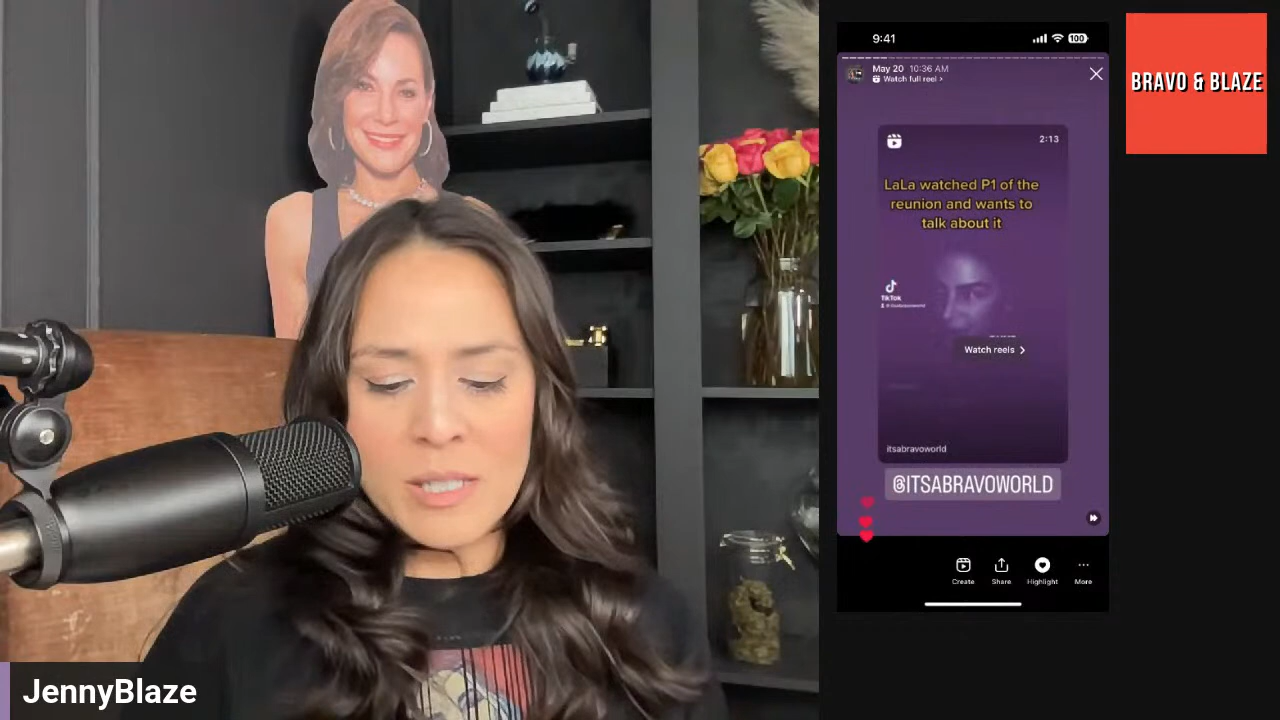 9:41
100
May 20 10:36 AM
Watch full reel >
BRAVO & BLAZE
2:13
LaLa watched P1 of the
reunion and wants to
talk about it
TikTok
Watch reels >
itsabravoworld
@ITSABRAVOWORLD
Create Share Highlight More
JennyBlaze